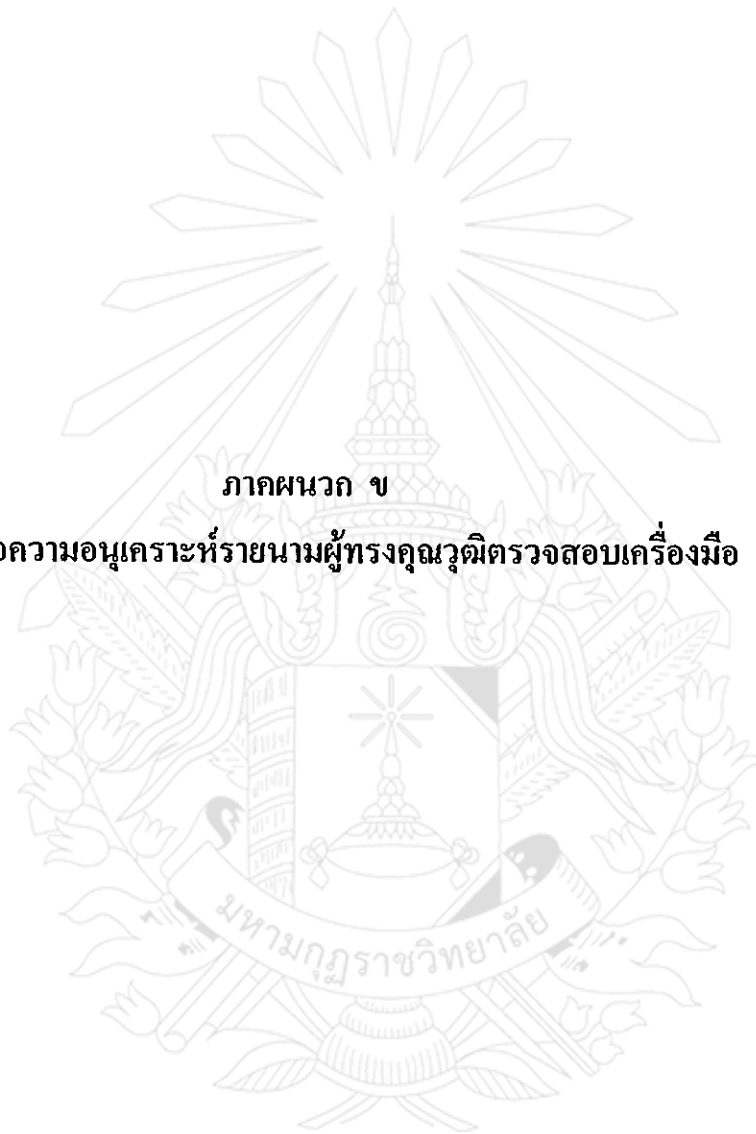 ภาคผนวก ข
ความอนุเคราะห์รายนามผู้ทรงคุณวุฒิตรวจสอบเครื่องมือ
มหามกุฏราชวิทยาลัย